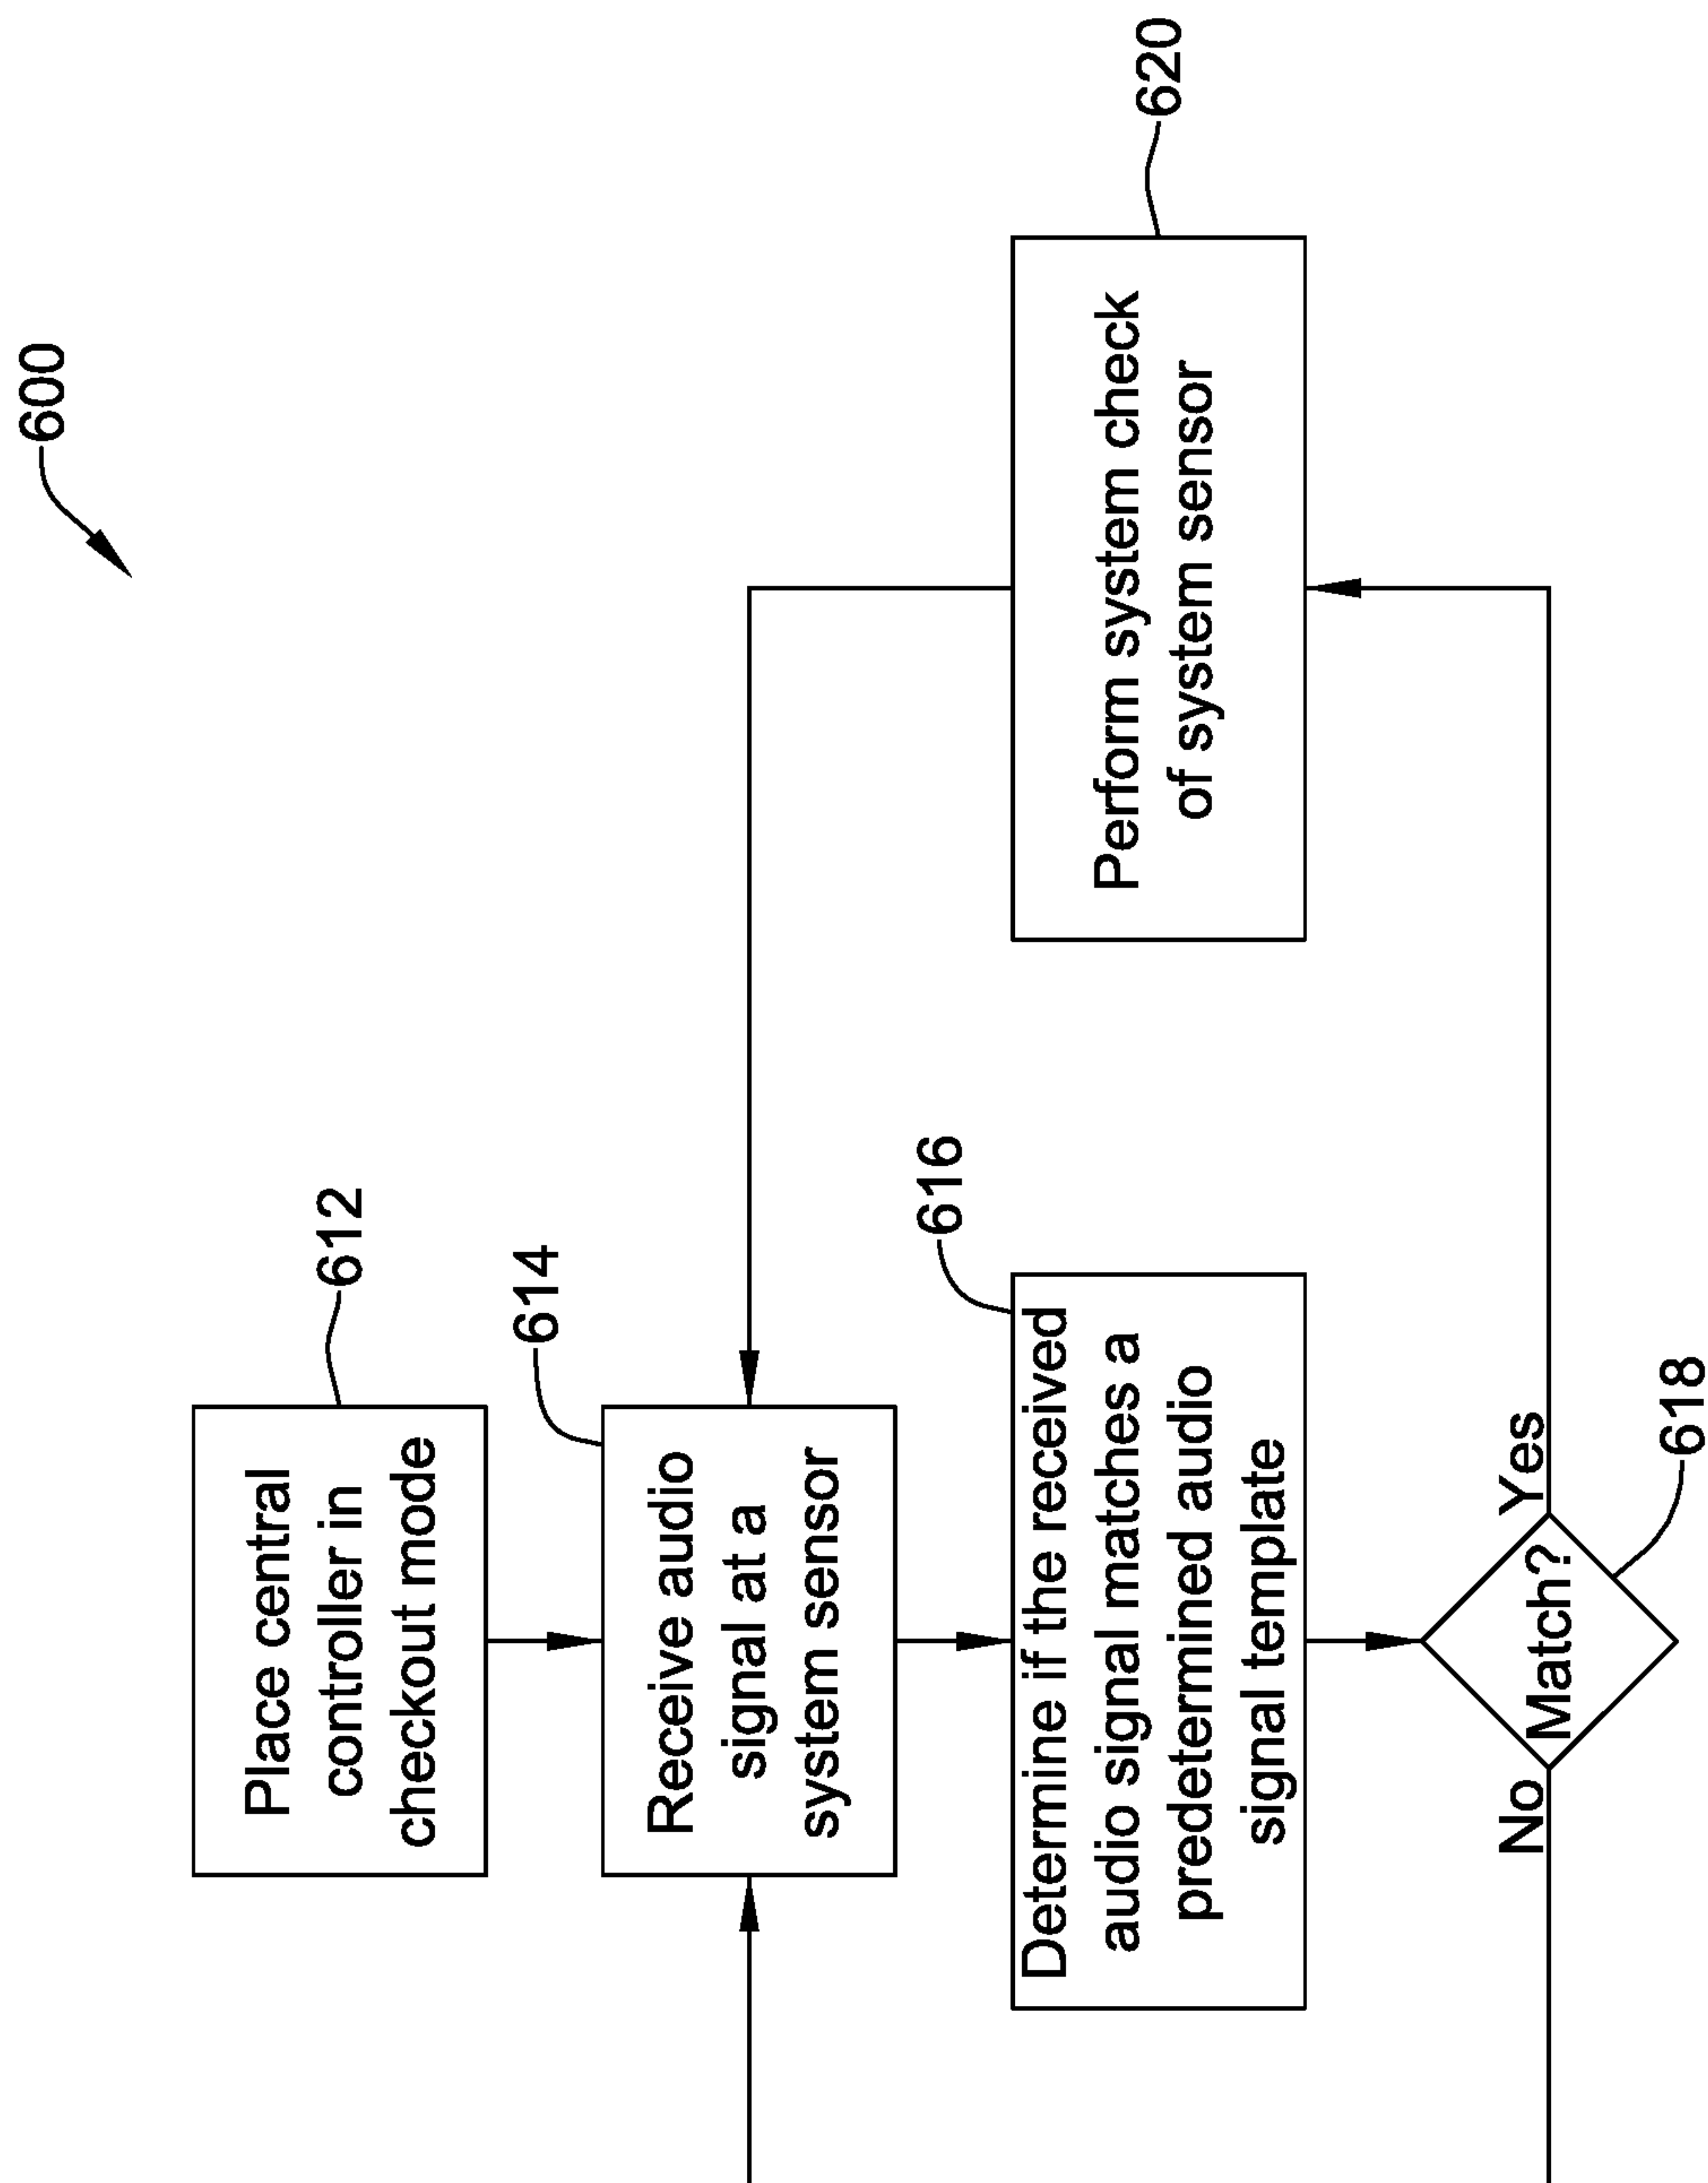 600
Place central
controller in
checkout mode
612
Receive audio
signal at a
system sensor
614
Determine if the received
audio signal matches a
predetermined audio
signal template
616
Match?
618
No
Yes
Perform system check
of system sensor
620